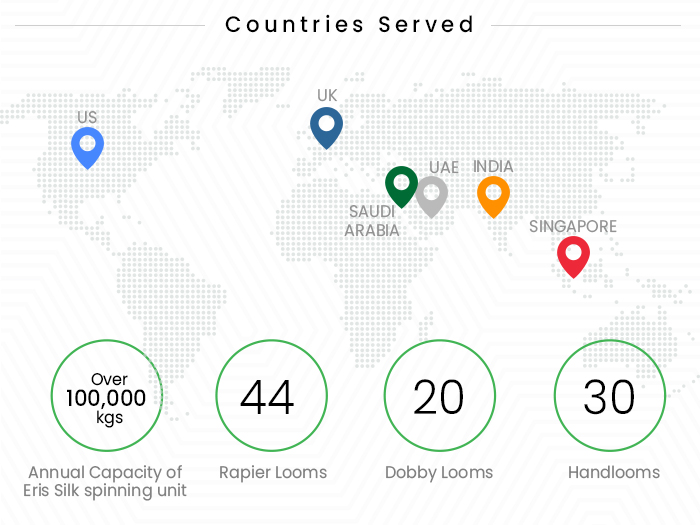 Countries Served
UK
US
UAE
INDIA
SAUDI
ARABIA
SINGAPORE
Over
100,000
kgs
44
20
30
Annual Capacity of
Eris Silk spinning unit
Rapier Looms
Dobby Looms
Handlooms